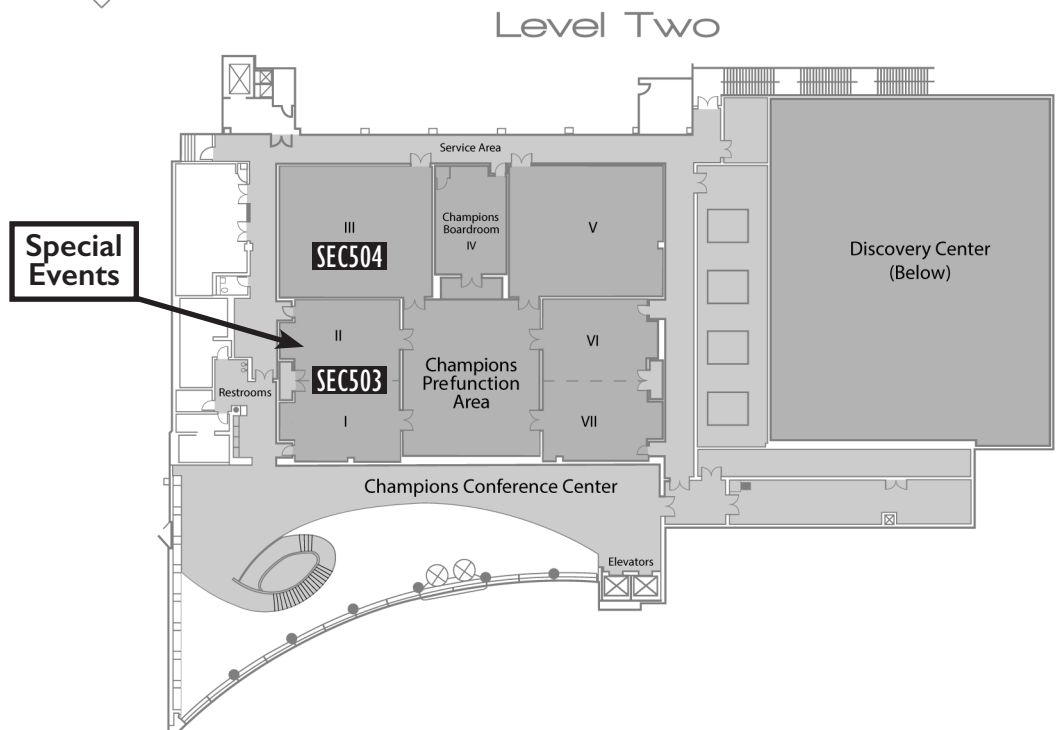 Level Two
Service Area
Special
Events
III
SEC504
Champions
Boardroom
IV
V
Discovery Center
(Below)
II
SEC503
I
Champions
Prefunction
Area
VI
VII
Restrooms
Champions Conference Center
Elevators